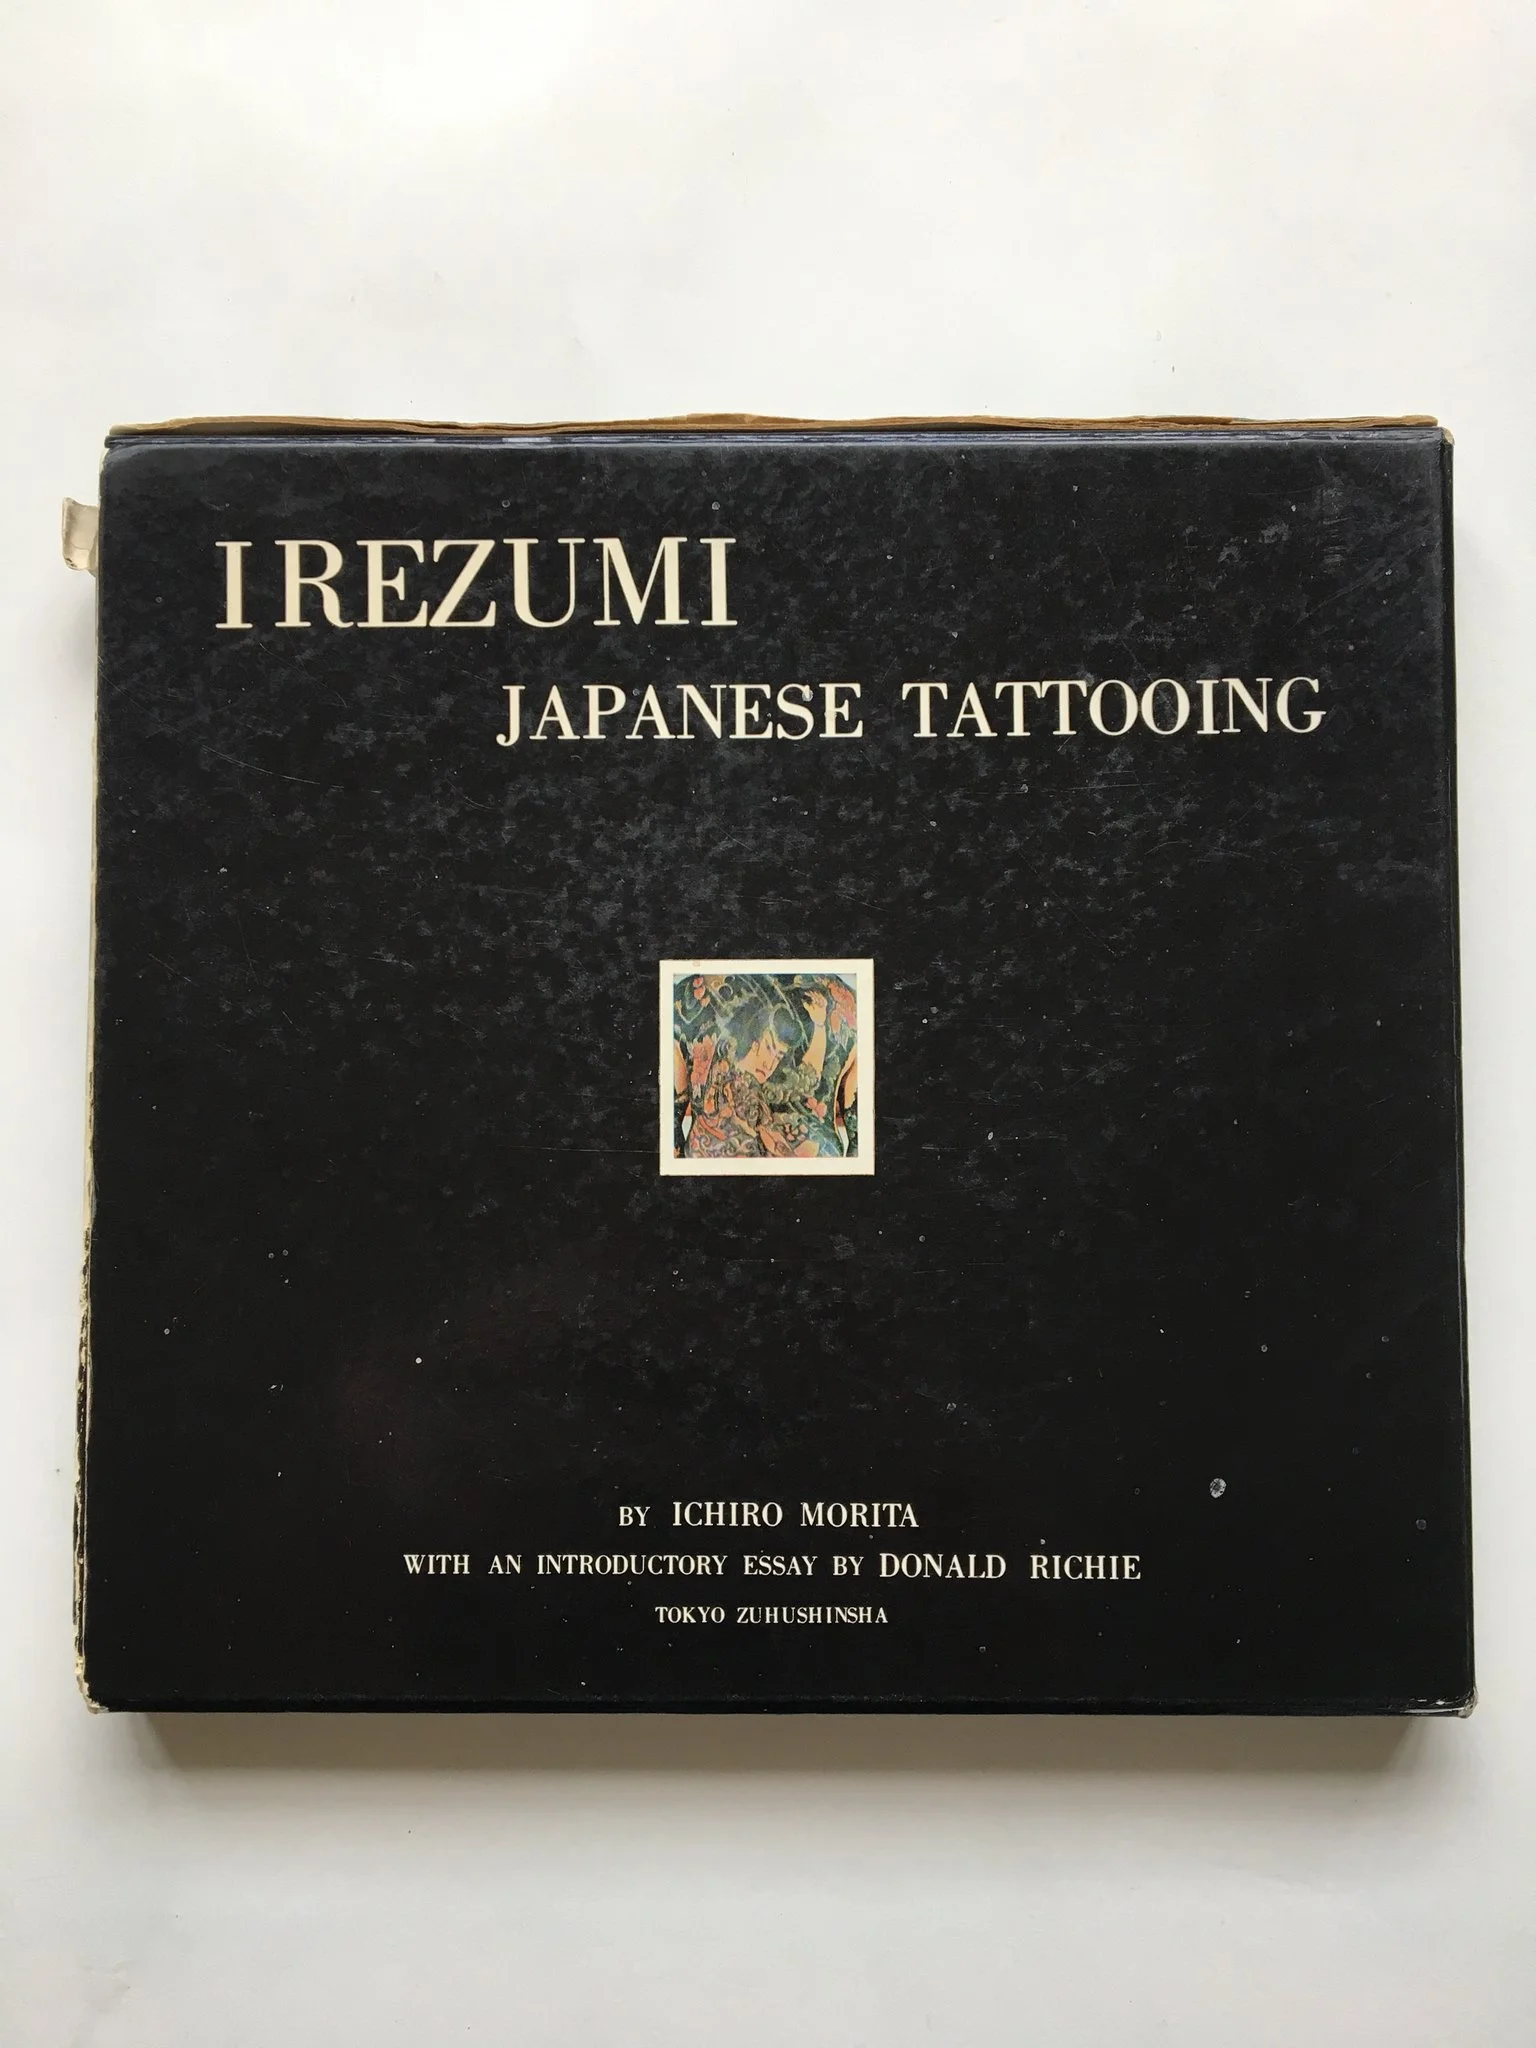 IREZUMI
JAPANESE TATTOOING
BY ICHIRO MORITA
WITH AN INTRODUCTORY ESSAY BY DONALD RICHIE
TOKYO ZUHUSHINSHA